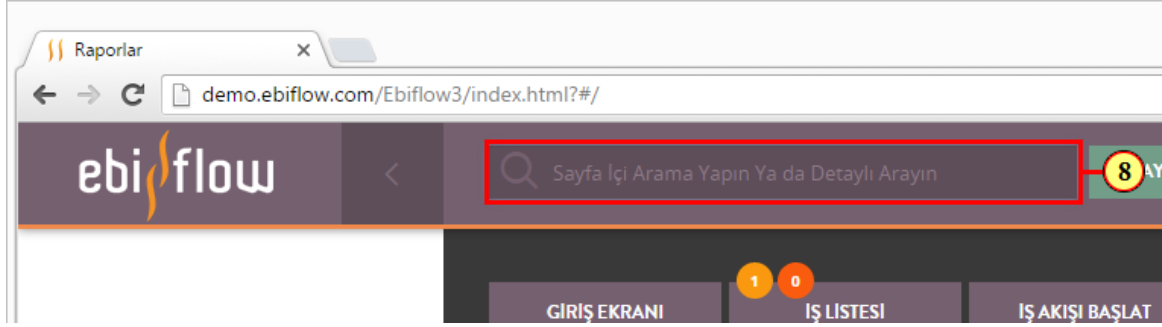 Raporlar
demo.ebiflow.com/Ebiflow3/index.html?#/
ebiflow
Sayfa İçi Arama Yapın Ya da Detaylı Arayın
8
1 0
GİRİŞ EKRANI İŞ LİSTESİ İŞ AKIŞI BAŞLAT